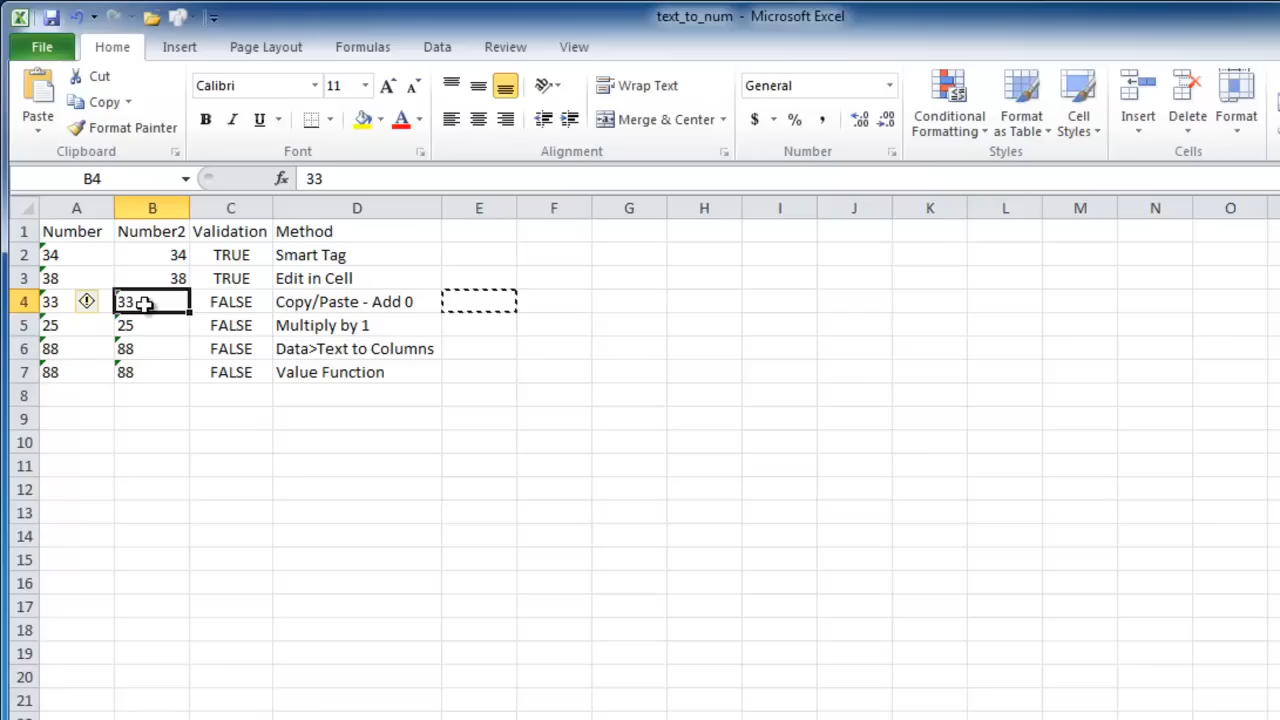 text_to_num - Microsoft Excel
File Home Insert Page Layout Formulas Data Review View
Paste Cut Copy Format Painter Clipboard
Calibri 11 A A B I U A Font
Wrap Text Merge & Center Alignment
General $ % , .0 .00 .00 .0 Number
Conditional Formatting Format as Table Cell Styles Styles
Insert Delete Format Cells
B4 fx 33
A B C D E F G H I J K L M N O
1 Number Number2 Validation Method
2 34 34 TRUE Smart Tag
3 38 38 TRUE Edit in Cell
4 33 33 FALSE Copy/Paste - Add 0
5 25 25 FALSE Multiply by 1
6 88 88 FALSE Data>Text to Columns
7 88 88 FALSE Value Function
8
9
10
11
12
13
14
15
16
17
18
19
20
21